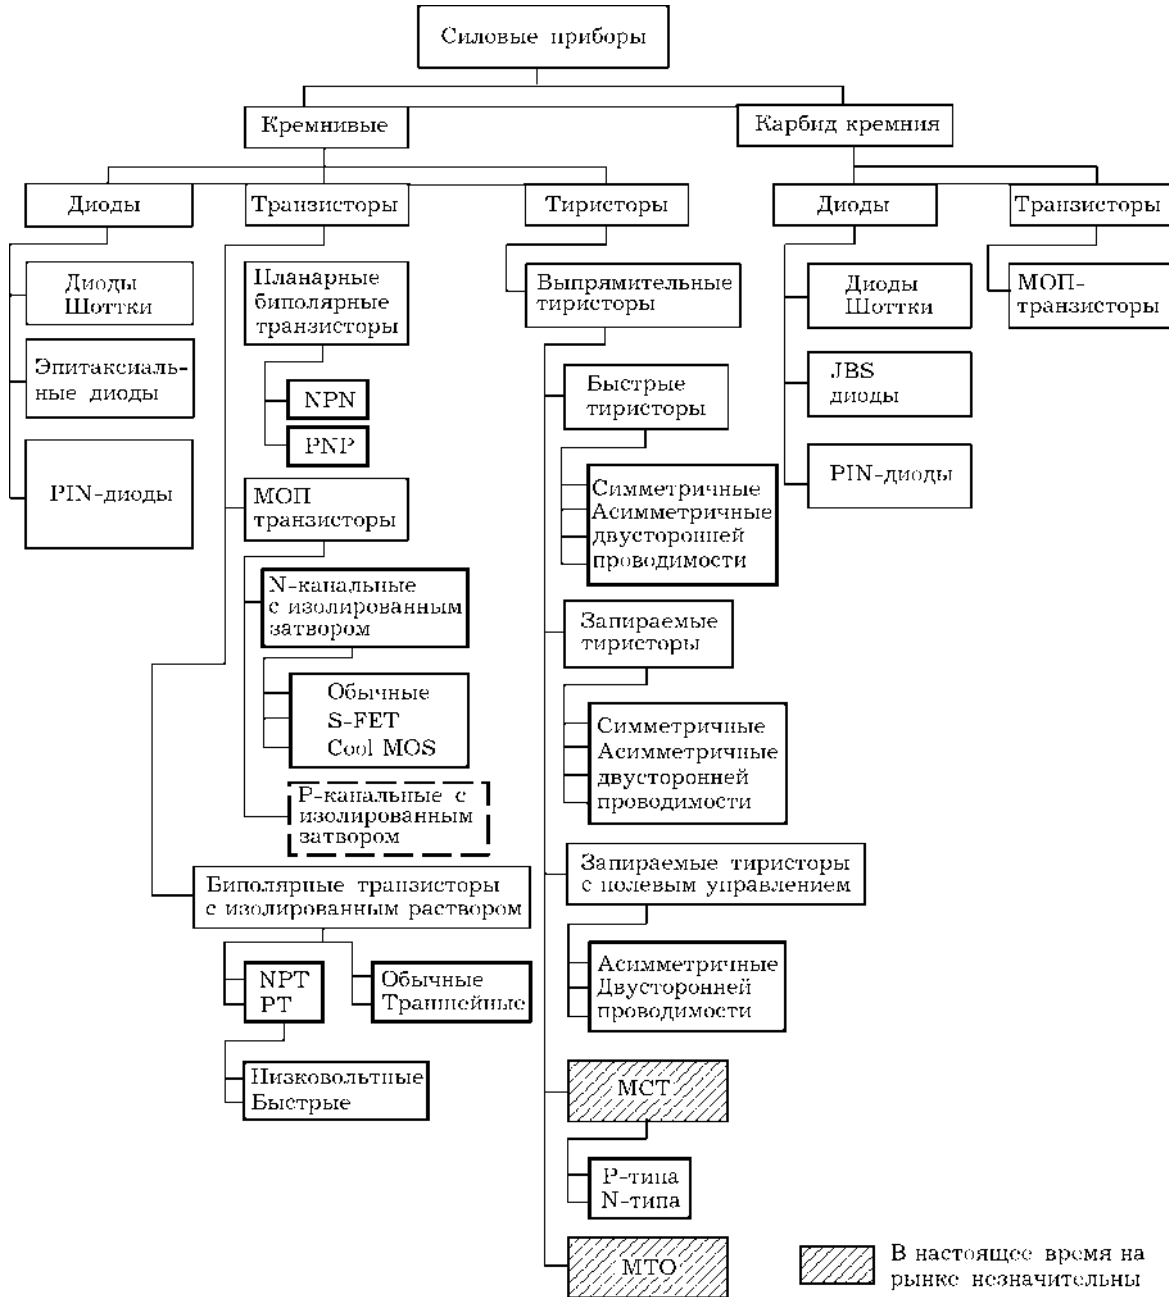 Силовые приборы
Кремнивые
Карбид кремния
Диоды
Транзисторы
Тиристоры
Диоды
Транзисторы
Диоды
Шоттки
Эпитаксиаль-
ные диоды
PIN-диоды
Планарные
биполярные
транзисторы
NPN
PNP
МОП
транзисторы
N-канальные
с изолированным
затвором
Обычные
S-FET
Cool MOS
Р-канальные с
изолированным
затвором
Биполярные транзисторы
с изолированным раствором
NPT
PT
Обычные
Траншейные
Низковольтные
Быстрые
Выпрямительные
тиристоры
Быстрые
тиристоры
Симметричные
Асимметричные
двусторонней
проводимости
Запираемые
тиристоры
Симметричные
Асимметричные
двусторонней
проводимости
Запираемые тиристоры
с полевым управлением
Асимметричные
Двусторонней
проводимости
МСТ
Р-типа
N-типа
МТО
Диоды
Шоттки
JBS
диоды
PIN-диоды
МОП-
транзисторы
В настоящее время на
рынке незначительны